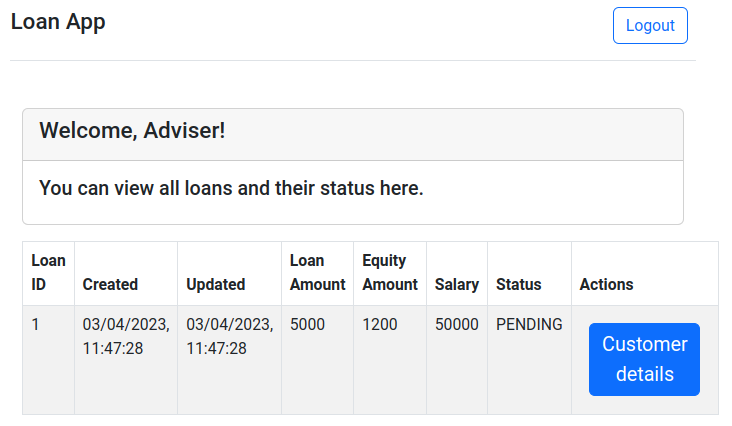 Loan App
Logout
Welcome, Adviser!
You can view all loans and their status here.
Loan ID Created Updated Loan Amount Equity Amount Salary Status Actions
1 03/04/2023, 11:47:28 03/04/2023, 11:47:28 5000 1200 50000 PENDING Customer details